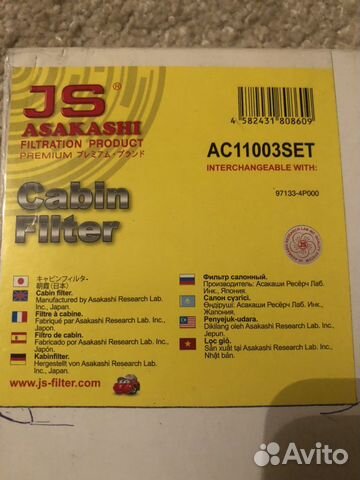 JS®
ASAKASHI
FILTRATION PRODUCT
PREMIUM プレミアム・ブランド
4 582431 808609
AC11003SET
INTERCHANGEABLE WITH:
97133-4P000
Cabin
Filter
キャビンフィルター
朝霞(日本)
Cabin filter.
Manufactured by Asakashi Research Lab.
Inc., Japan.
Filtre à cabine.
Fabriqué par Asakashi Research Lab. Inc.,
Japon.
Filtro de cabin.
Fabricado por Asakashi Research Lab. Inc.,
Japón.
Kabinfilter.
Hergestellt von Asakashi Research Lab. Inc.,
Japan.
www.js-filter.com
Фильтр салонный.
Производитель: Асакаши Ресёрч Лаб.
Инк., Япония.
Салон сүзгісі.
Өндіруші: Асакаши Ресёрч Лаб. Инк.,
Жапония.
Penyejuk-udara.
Dikilang oleh Asakashi Research Lab. Inc.,
Jepun.
Lọc gió.
Sản xuất tại Asakashi Research Lab. Inc.,
Nhật bản.
Avito